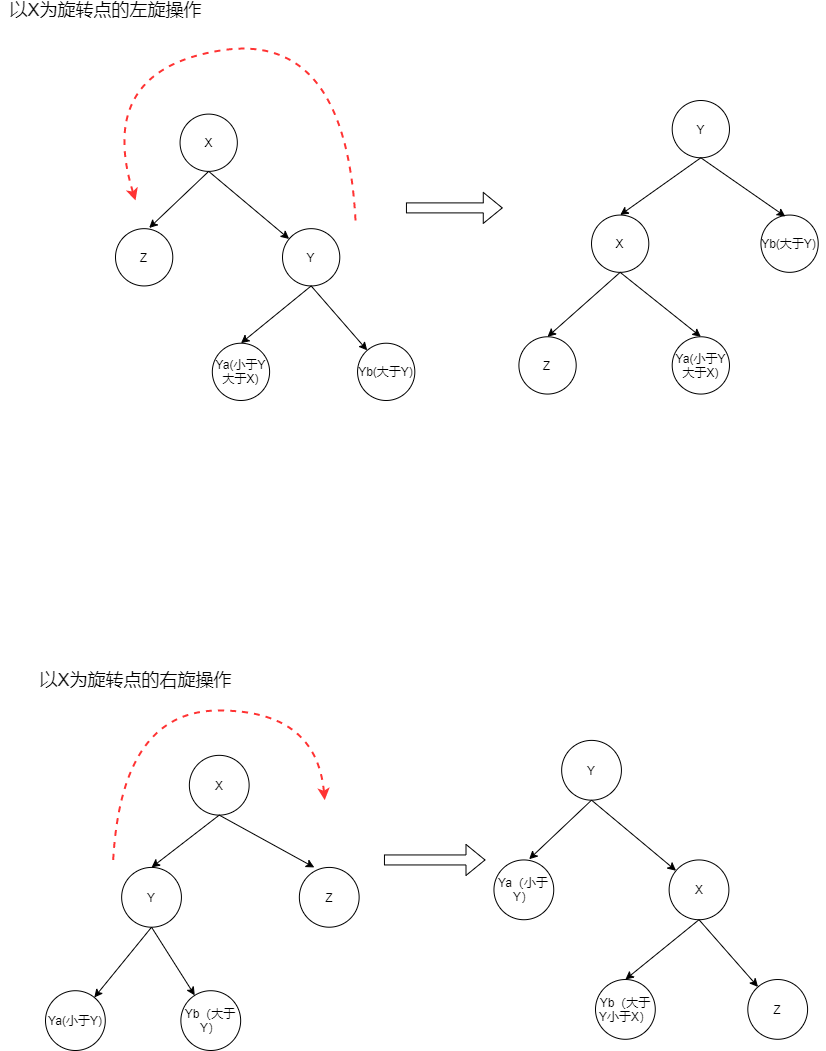 以X为旋转点的左旋操作
X
Y
Z
Y
X
Yb(大于Y)
Ya(小于Y
大于X)
Yb(大于Y)
Z
Ya(小于Y
大于X)
以X为旋转点的右旋操作
X
Y
Y
Z
Ya（小于
Y）
X
Ya(小于Y)
Yb（大于
Y）
Yb（大于
Y小于X）
Z